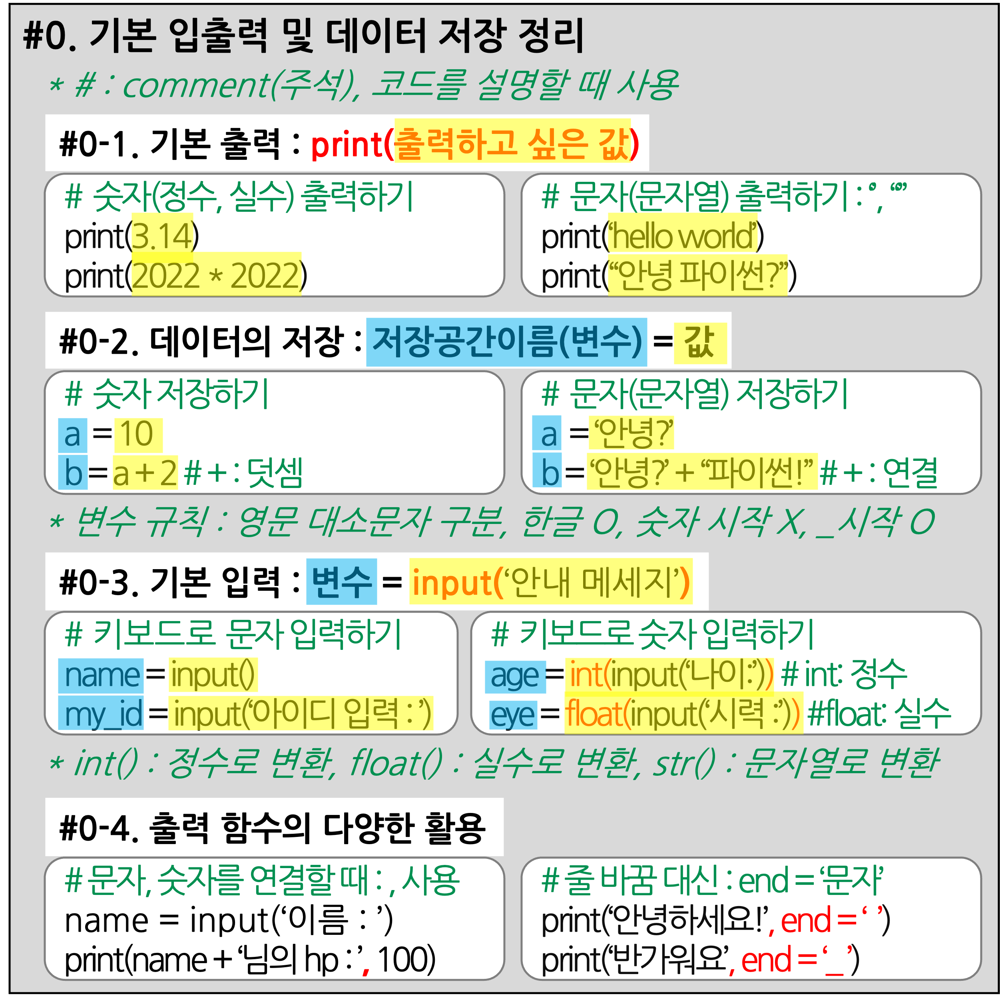 #0. 기본 입출력 및 데이터 저장 정리
* # : comment(주석), 코드를 설명할 때 사용
#0-1. 기본 출력 : print(출력하고 싶은 값)
# 숫자(정수, 실수) 출력하기
print(3.14)
print(2022 * 2022)
# 문자(문자열) 출력하기 : ‘, “”
print(‘hello world’)
print(“안녕 파이썬?”)
#0-2. 데이터의 저장 : 저장공간이름(변수) = 값
# 숫자 저장하기
a = 10
b = a+2 # + : 덧셈
# 문자(문자열) 저장하기
a = ‘안녕?
b = ‘안녕?’ + “파이썬!” # + : 연결
* 변수 규칙 : 영문 대소문자 구분, 한글 O, 숫자 시작 X, _시작 O
#0-3. 기본 입력 : 변수 = input(‘안내 메세지’)
# 키보드로 문자 입력하기
name = input()
my_id = input(‘아이디 입력 :’)
# 키보드로 숫자 입력하기
age= int(input(‘나이:’)) # int: 정수
eye = float(input(‘시력 :’)) #float: 실수
* int() : 정수로 변환, float() : 실수로 변환, str() : 문자열로 변환
#0-4. 출력 함수의 다양한 활용
# 문자, 숫자를 연결할 때 : , 사용
name = input(‘이름 : ’)
print(name + ‘님의 hp :’, 100)
# 줄 바꿈 대신 : end = ‘문자’
print(‘안녕하세요!’, end = ‘ ’)
print(‘반가워요’, end = ‘_’)